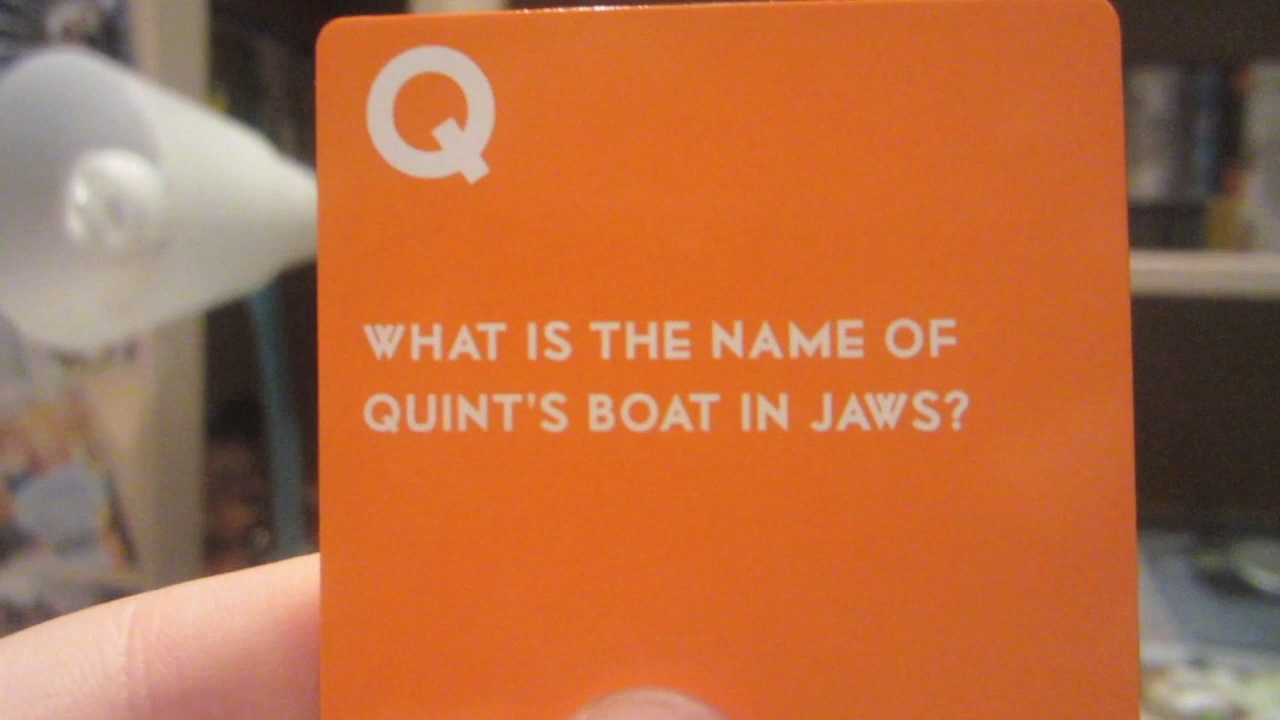 Q
WHAT IS THE NAME OF
QUINT'S BOAT IN JAWS?